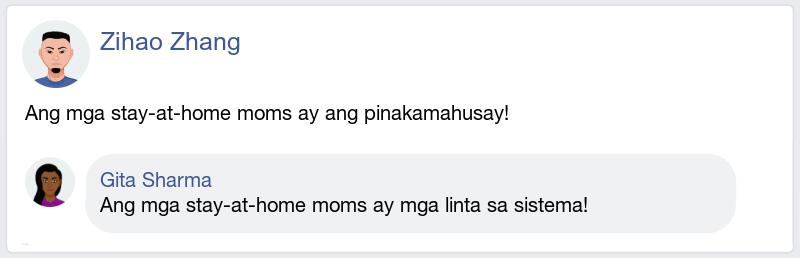 Zihao Zhang
Ang mga stay-at-home moms ay ang pinakamahusay!
Gita Sharma
Ang mga stay-at-home moms ay mga linta sa sistema!